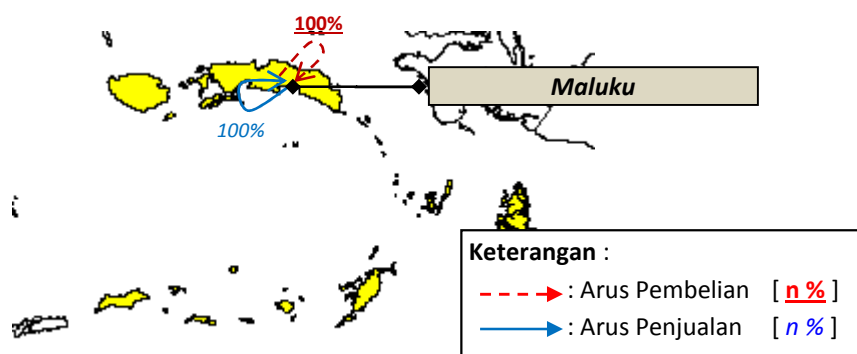 100%
Maluku
100%
Keterangan :
: Arus Pembelian [ n % ]
: Arus Penjualan [ n % ]